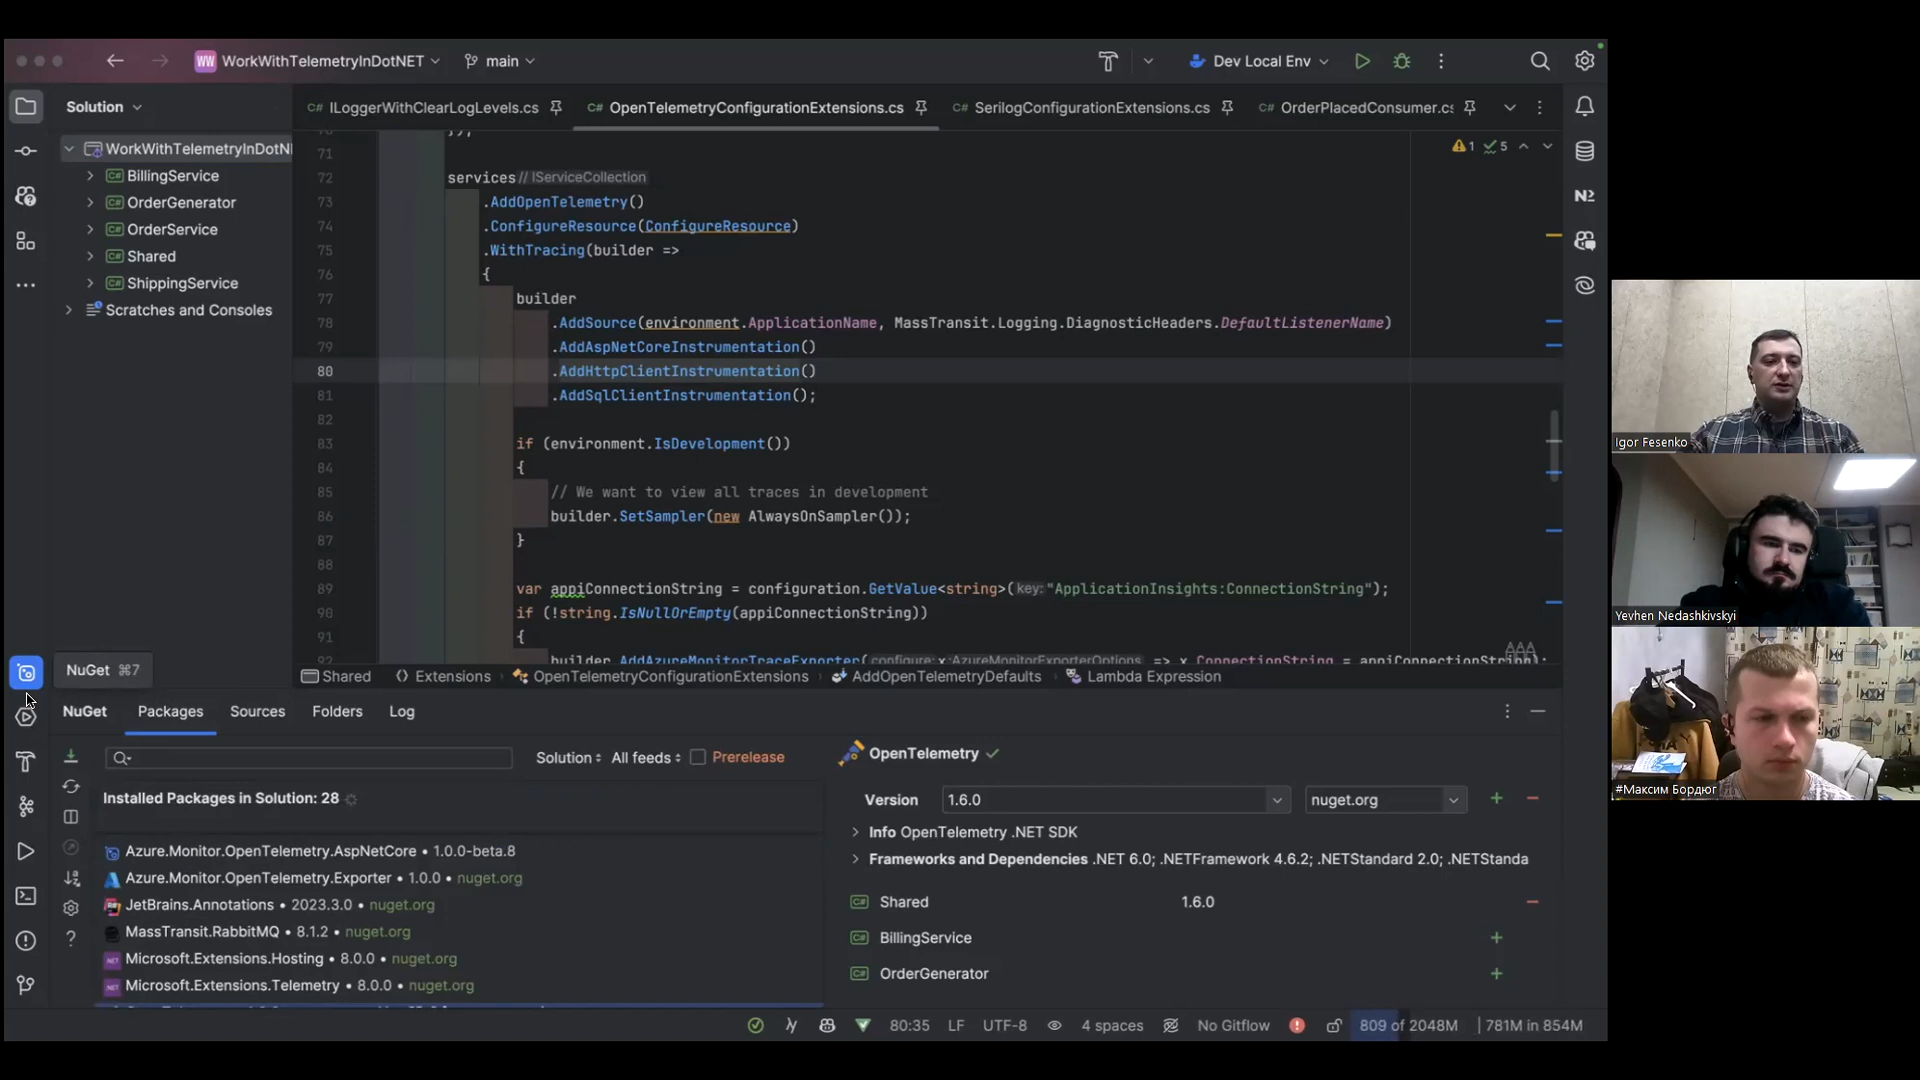 WW WorkWithTelemetryInDotNET
main
Dev Local Env
Solution
ILoggerWithClearLogLevels.cs
OpenTelemetryConfigurationExtensions.cs
SerilogConfigurationExtensions.cs
OrderPlacedConsumer.cs
WorkWithTelemetryInDotN
BillingService
OrderGenerator
OrderService
Shared
ShippingService
Scratches and Consoles
1 5
71
72 services // IServiceCollection
73 .AddOpenTelemetry()
74 .ConfigureResource(ConfigureResource)
75 .WithTracing(builder =>
76 {
77 builder
78 .AddSource(environment.ApplicationName, MassTransit.Logging.DiagnosticHeaders.DefaultListenerName)
79 .AddAspNetCoreInstrumentation()
80 .AddHttpClientInstrumentation()
81 .AddSqlClientInstrumentation();
82
83 if (environment.IsDevelopment())
84 {
85 // We want to view all traces in development
86 builder.SetSampler(new AlwaysOnSampler());
87 }
88
89 var appiConnectionString = configuration.GetValue<string>(key:"ApplicationInsights:ConnectionString");
90 if (!string.IsNullOrEmpty(appiConnectionString))
91 {
92 builder.AddAzureMonitorTraceExporter(configure: x:AzureMonitorExporterOptions => x.ConnectionString = appiConnectionString);
NuGet ⌘7
Shared
Extensions
OpenTelemetryConfigurationExtensions
AddOpenTelemetryDefaults
Lambda Expression
NuGet
Packages
Sources
Folders
Log
Solution
All feeds
Prerelease
Installed Packages in Solution: 28
Azure.Monitor.OpenTelemetry.AspNetCore • 1.0.0-beta.8
Azure.Monitor.OpenTelemetry.Exporter • 1.0.0 • nuget.org
JetBrains.Annotations • 2023.3.0 • nuget.org
MassTransit.RabbitMQ • 8.1.2 • nuget.org
Microsoft.Extensions.Hosting • 8.0.0 • nuget.org
Microsoft.Extensions.Telemetry • 8.0.0 • nuget.org
OpenTelemetry
Version 1.6.0 nuget.org
Info OpenTelemetry .NET SDK
Frameworks and Dependencies .NET 6.0; .NETFramework 4.6.2; .NETStandard 2.0; .NETStanda
Shared 1.6.0
BillingService
OrderGenerator
80:35 LF UTF-8 4 spaces No Gitflow 809 of 2048M 781M in 854M
Igor Fesenko
Yevhen Nedashkivskyi
#Максим Бордюг